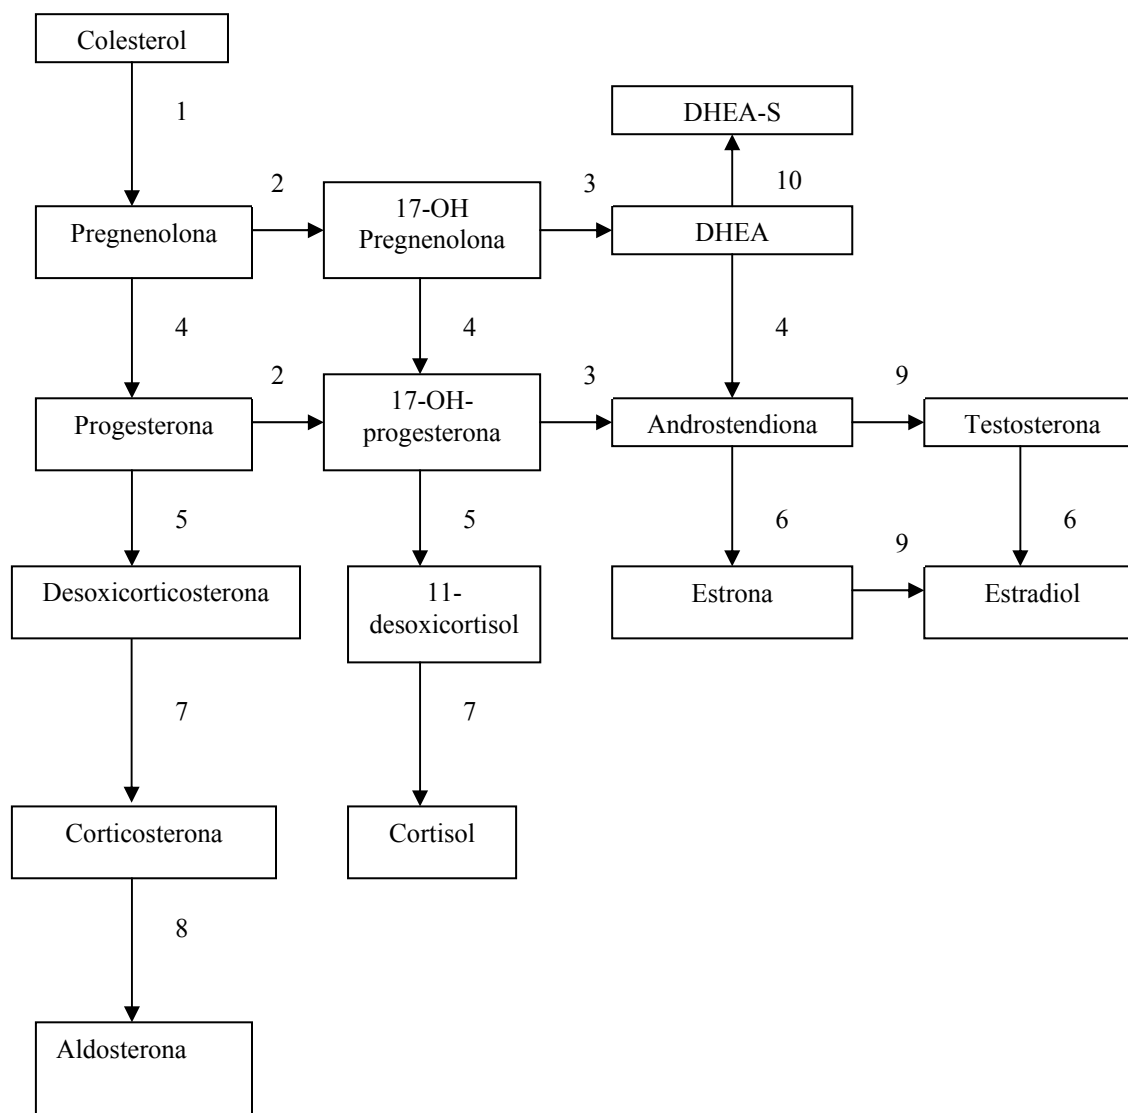 Colesterol
1
DHEA-S
2
17-OH
Pregnenolona
3
10
Pregnenolona
DHEA
4
4
4
2
17-OH-
progesterona
3
9
Progesterona
Androstendiona
Testosterona
5
5
6
9
6
Desoxicorticosterona
11-
desoxicortisol
Estrona
Estradiol
7
7
Corticosterona
Cortisol
8
Aldosterona